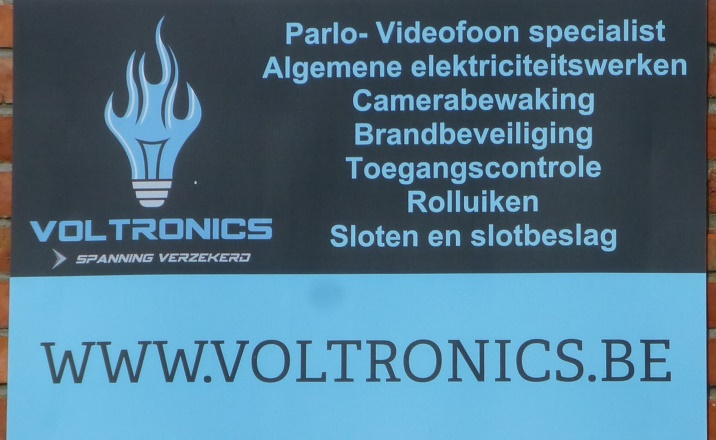 Parlo- Videofoon specialist
Algemene elektriciteitswerken
Camerabewaking
Brandbeveiliging
Toegangscontrole
Rolluiken
Sloten en slotbeslag
VOLTRONICS
SPANNING VERZEKERD
WWW.VOLTRONICS.BE